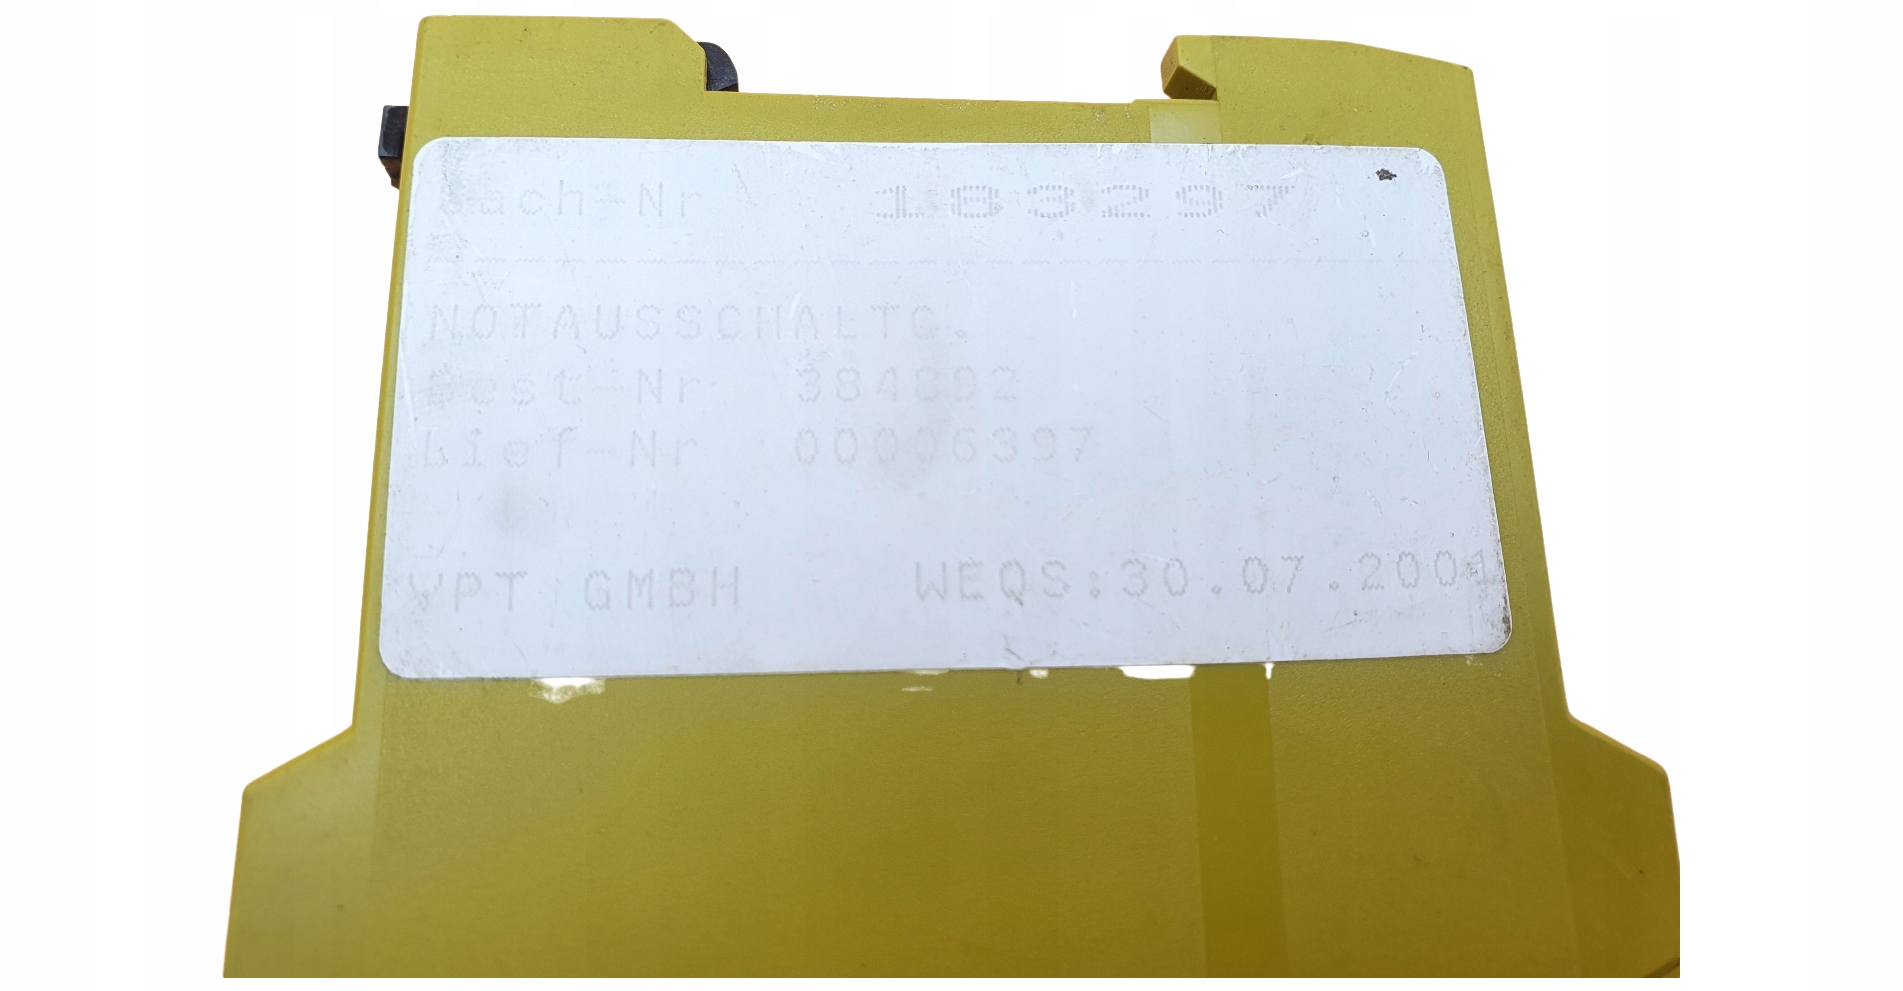 Sach-Nr 183297
NOTAUSSCHALTG.
Best-Nr 384892
Lief-Nr 00006397
VPT GMBH WEQS:30.07.2001